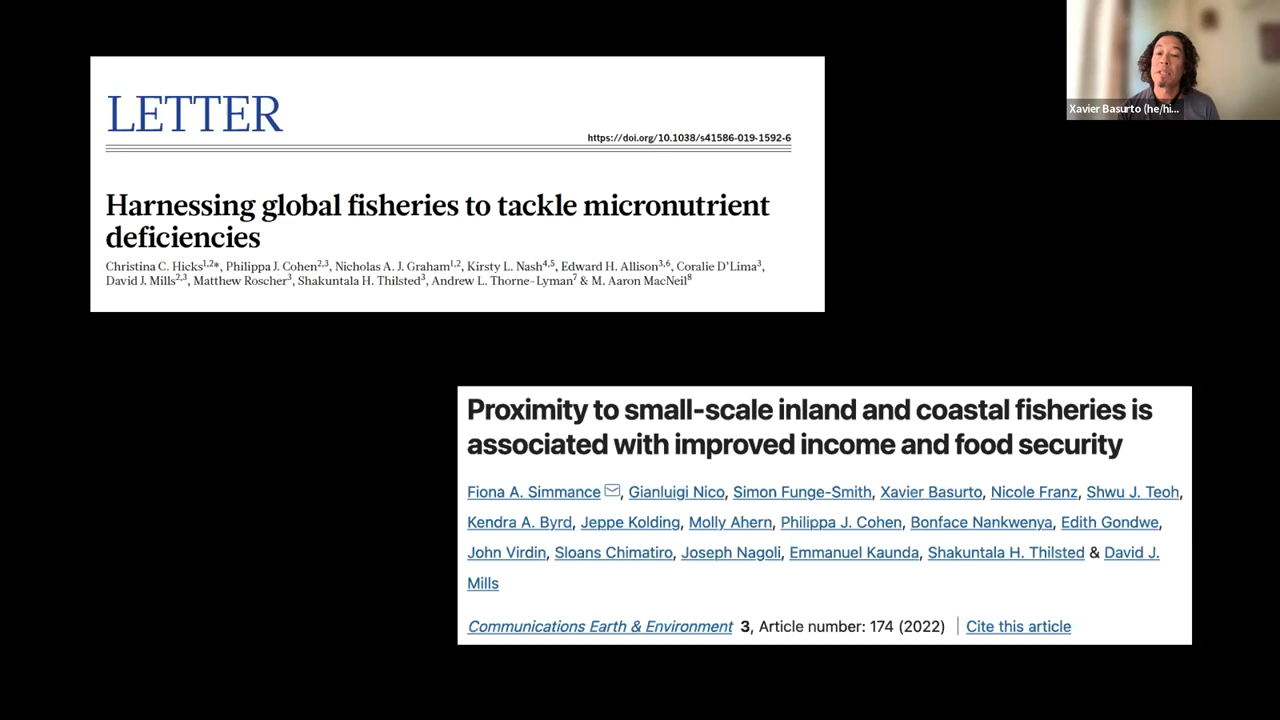 LETTER
https://doi.org/10.1038/s41586-019-1592-6
Harnessing global fisheries to tackle micronutrient
deficiencies
Christina C. Hicks1,2*, Philippa J. Cohen2,3, Nicholas A. J. Graham1,2, Kirsty L. Nash4,5, Edward H. Allison3,6, Coralie D'Lima3,
David J. Mills2,3, Matthew Roscher3, Shakuntala H. Thilsted3, Andrew L. Thorne-Lyman7 & M. Aaron MacNeil8
Xavier Basurto (he/hi...
Proximity to small-scale inland and coastal fisheries is
associated with improved income and food security
Fiona A. Simmance, Gianluigi Nico, Simon Funge-Smith, Xavier Basurto, Nicole Franz, Shwu J. Teoh,
Kendra A. Byrd, Jeppe Kolding, Molly Ahern, Philippa J. Cohen, Bonface Nankwenya, Edith Gondwe,
John Virdin, Sloans Chimatiro, Joseph Nagoli, Emmanuel Kaunda, Shakuntala H. Thilsted & David J.
Mills
Communications Earth & Environment 3, Article number: 174 (2022) | Cite this article